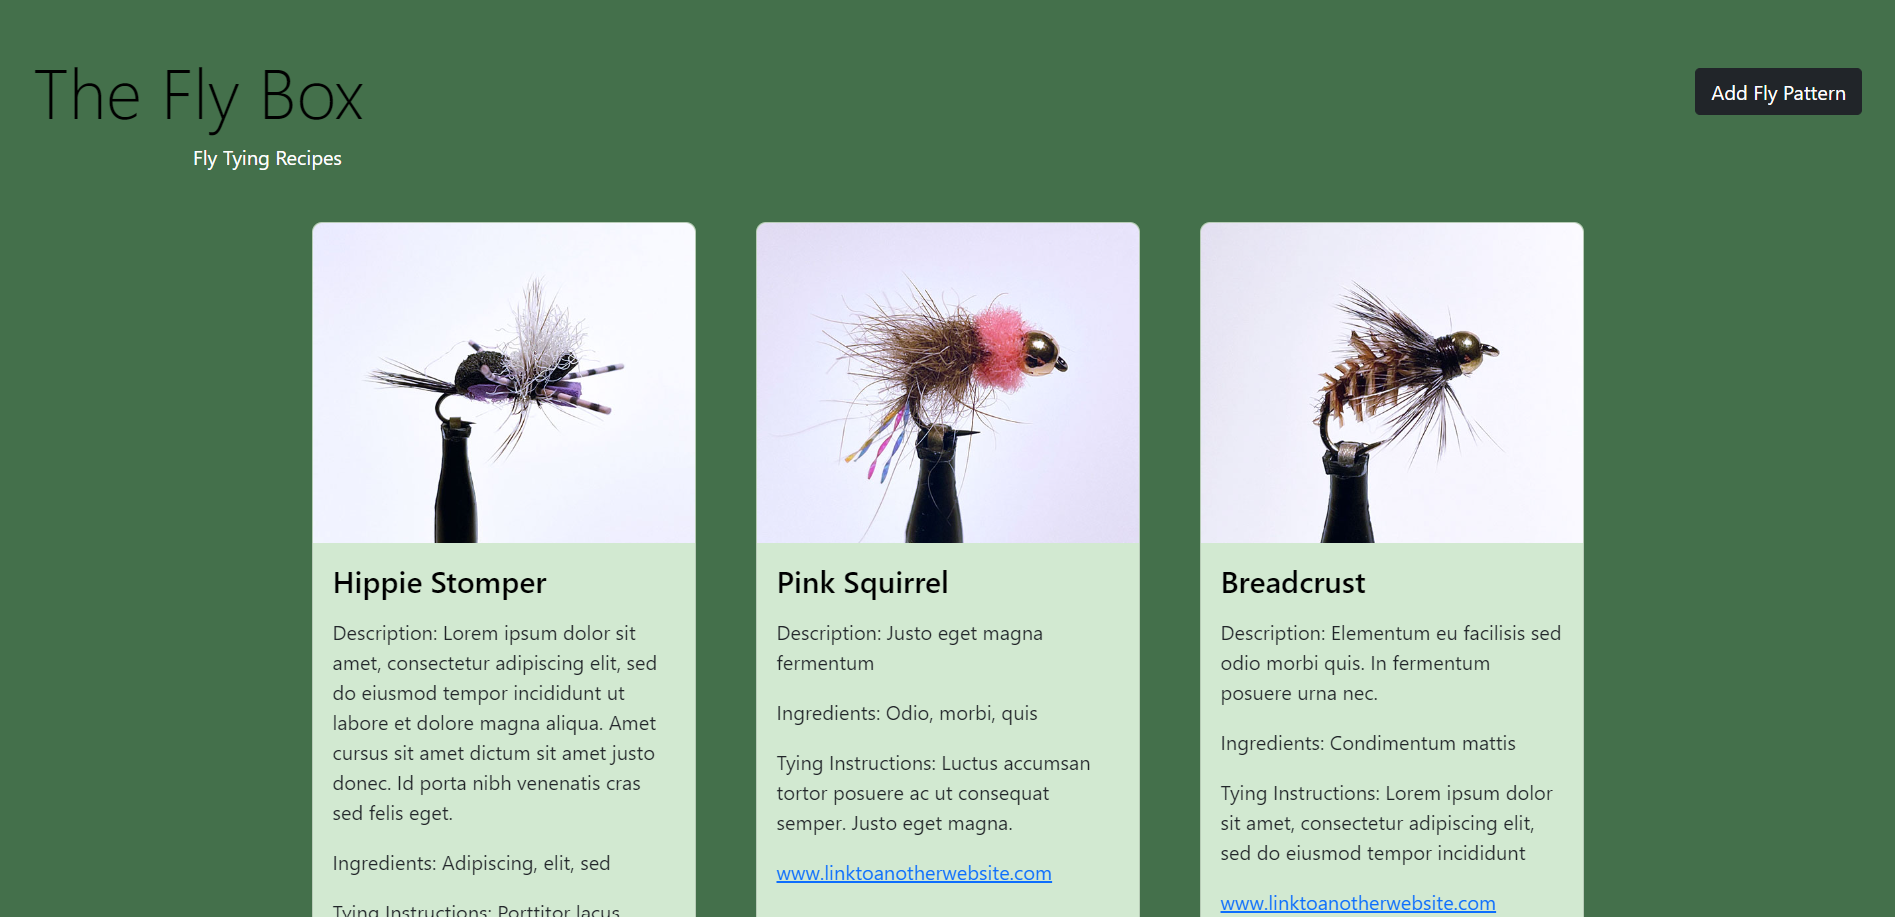 The Fly Box
Add Fly Pattern
Fly Tying Recipes
Hippie Stomper
Description: Lorem ipsum dolor sit
amet, consectetur adipiscing elit, sed
do eiusmod tempor incididunt ut
labore et dolore magna aliqua. Amet
cursus sit amet dictum sit amet justo
donec. Id porta nibh venenatis cras
sed felis eget.
Ingredients: Adipiscing, elit, sed
Tying Instructions: Porttitor lacus
Pink Squirrel
Description: Justo eget magna
fermentum
Ingredients: Odio, morbi, quis
Tying Instructions: Luctus accumsan
tortor posuere ac ut consequat
semper. Justo eget magna.
www.linktoanotherwebsite.com
Breadcrust
Description: Elementum eu facilisis sed
odio morbi quis. In fermentum
posuere urna nec.
Ingredients: Condimentum mattis
Tying Instructions: Lorem ipsum dolor
sit amet, consectetur adipiscing elit,
sed do eiusmod tempor incididunt
www.linktoanotherwebsite.com